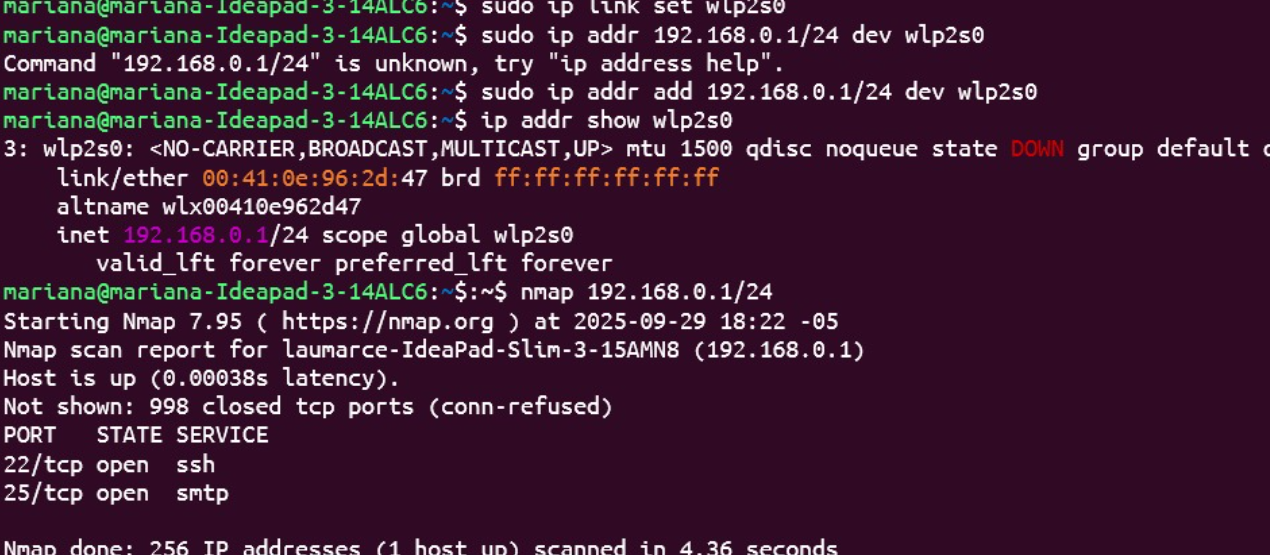 mariana@mariana-Ideapad-3-14ALC6:~$ sudo ip link set wlp2s0
mariana@mariana-Ideapad-3-14ALC6:~$ sudo ip addr 192.168.0.1/24 dev wlp2s0
Command "192.168.0.1/24" is unknown, try "ip address help".
mariana@mariana-Ideapad-3-14ALC6:~$ sudo ip addr add 192.168.0.1/24 dev wlp2s0
mariana@mariana-Ideapad-3-14ALC6:~$ ip addr show wlp2s0
3: wlp2s0: <NO-CARRIER,BROADCAST,MULTICAST,UP> mtu 1500 qdisc noqueue state DOWN group default
    link/ether 00:41:0e:96:2d:47 brd ff:ff:ff:ff:ff:ff
    altname wlx00410e962d47
    inet 192.168.0.1/24 scope global wlp2s0
       valid_lft forever preferred_lft forever
mariana@mariana-Ideapad-3-14ALC6:~$:~$ nmap 192.168.0.1/24
Starting Nmap 7.95 ( https://nmap.org ) at 2025-09-29 18:22 -05
Nmap scan report for laumarce-IdeaPad-Slim-3-15AMN8 (192.168.0.1)
Host is up (0.00038s latency).
Not shown: 998 closed tcp ports (conn-refused)
PORT   STATE SERVICE
22/tcp open  ssh
25/tcp open  smtp
Nmap done: 256 IP addresses (1 host up) scanned in 4.36 seconds